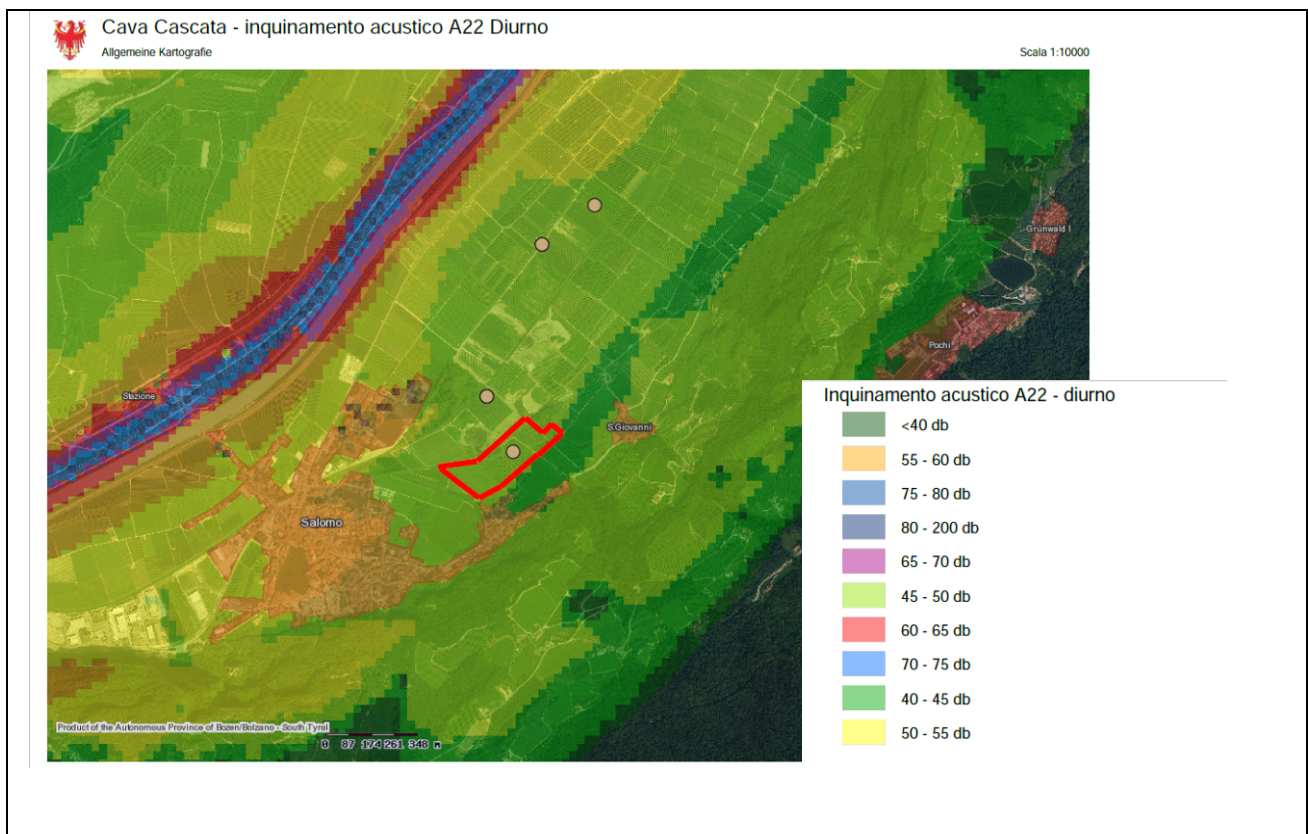 Cava Cascata - inquinamento acustico A22 Diurno
Allgemeine Kartografie
Scala 1:10000
Grünwald I
Pochi
Stazione
S.Giovanni
Salorno
Inquinamento acustico A22 - diurno
<40 db
55 - 60 db
75 - 80 db
80 - 200 db
65 - 70 db
45 - 50 db
60 - 65 db
70 - 75 db
40 - 45 db
50 - 55 db
Product of the Autonomous Province of Bozen/Bolzano - South Tyrol
0 87 174 261 348 m